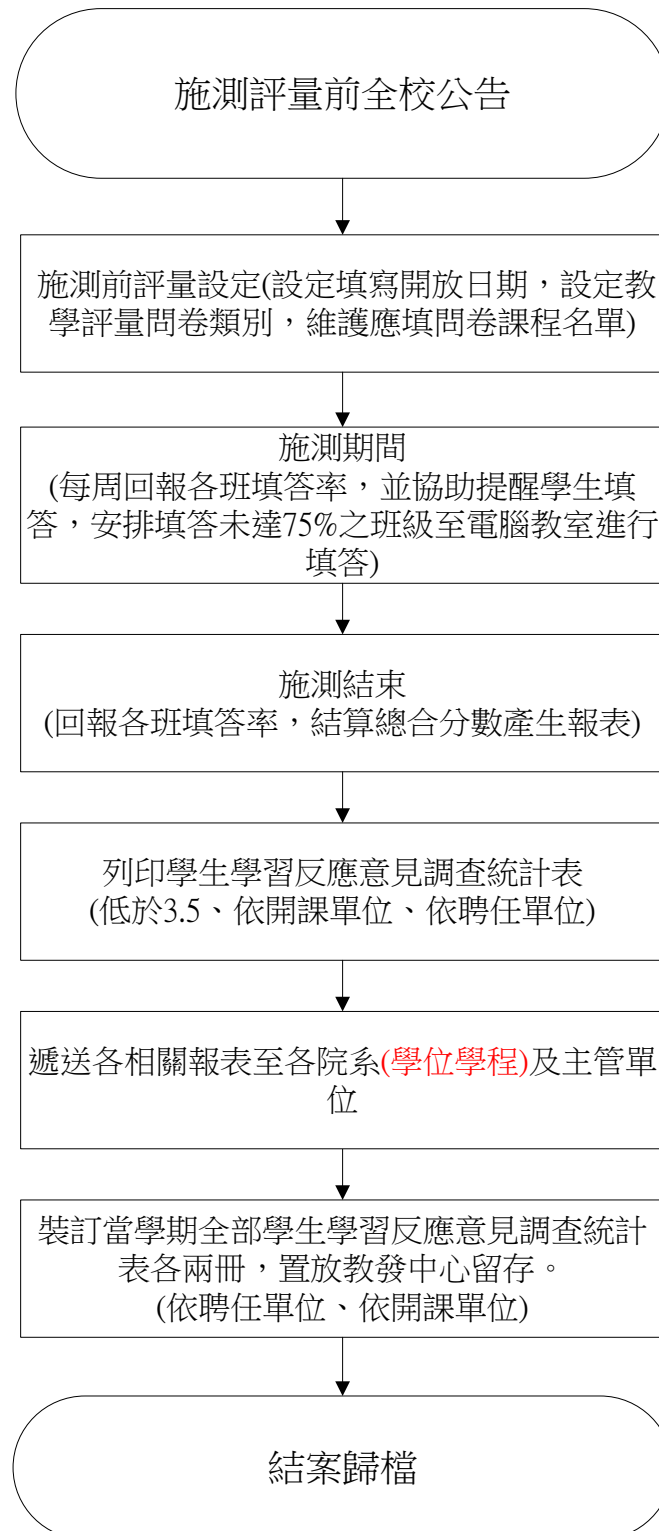 施測評量前全校公告
施測前評量設定(設定填寫開放日期，設定教
學評量問卷類別，維護應填問卷課程名單)
施測期間
(每周回報各班填答率，並協助提醒學生填
答，安排填答未達75%之班級至電腦教室進行
填答)
施測結束
(回報各班填答率，結算總合分數產生報表)
列印學生學習反應意見調查統計表
(低於3.5、依開課單位、依聘任單位)
遞送各相關報表至各院系(學位學程)及主管單
位
裝訂當學期全部學生學習反應意見調查統計
表各兩冊，置放教發中心留存。
(依聘任單位、依開課單位)
結案歸檔